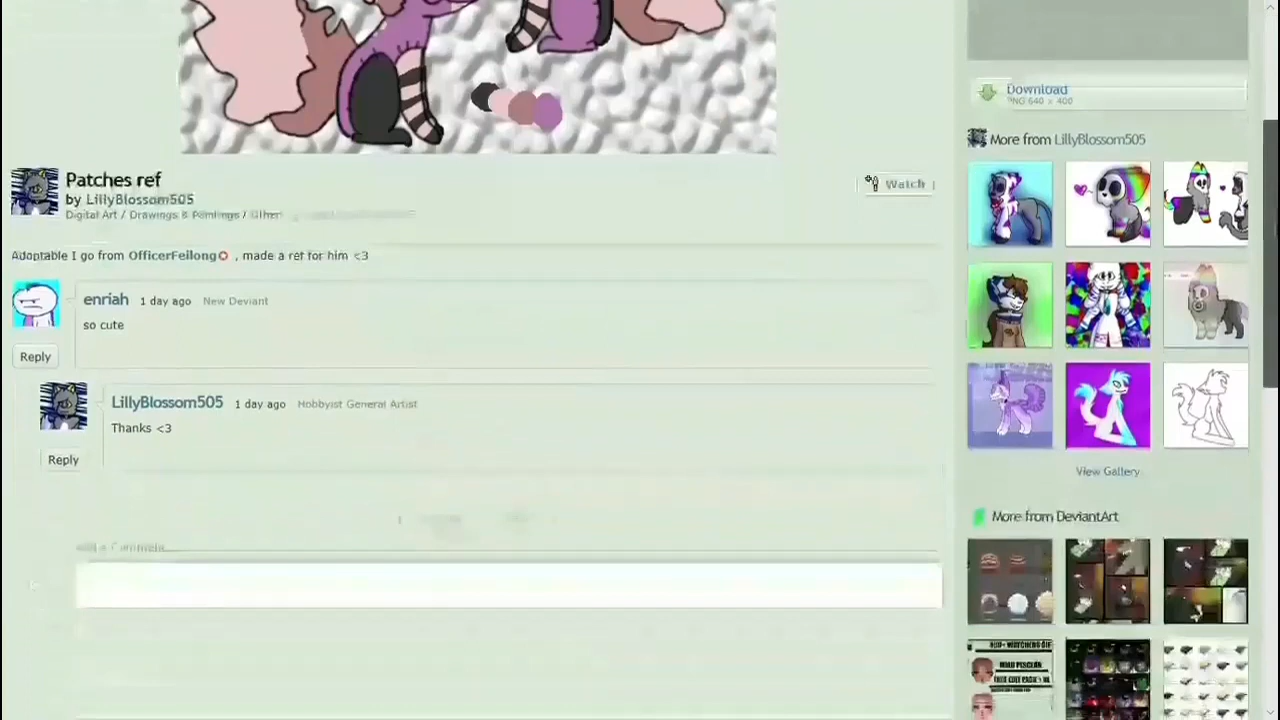 Download
PNG 640 × 400
More from LillyBlossom505
Patches ref
by LillyBlossom505
Digital Art / Drawings & Paintings / Other
Watch
Adoptable I go from OfficerFeilong , made a ref for him <3
enriah 1 day ago New Deviant
so cute
Reply
LillyBlossom505 1 day ago Hobbyist General Artist
Thanks <3
Reply
View Gallery
More from DeviantArt
Add a Comment